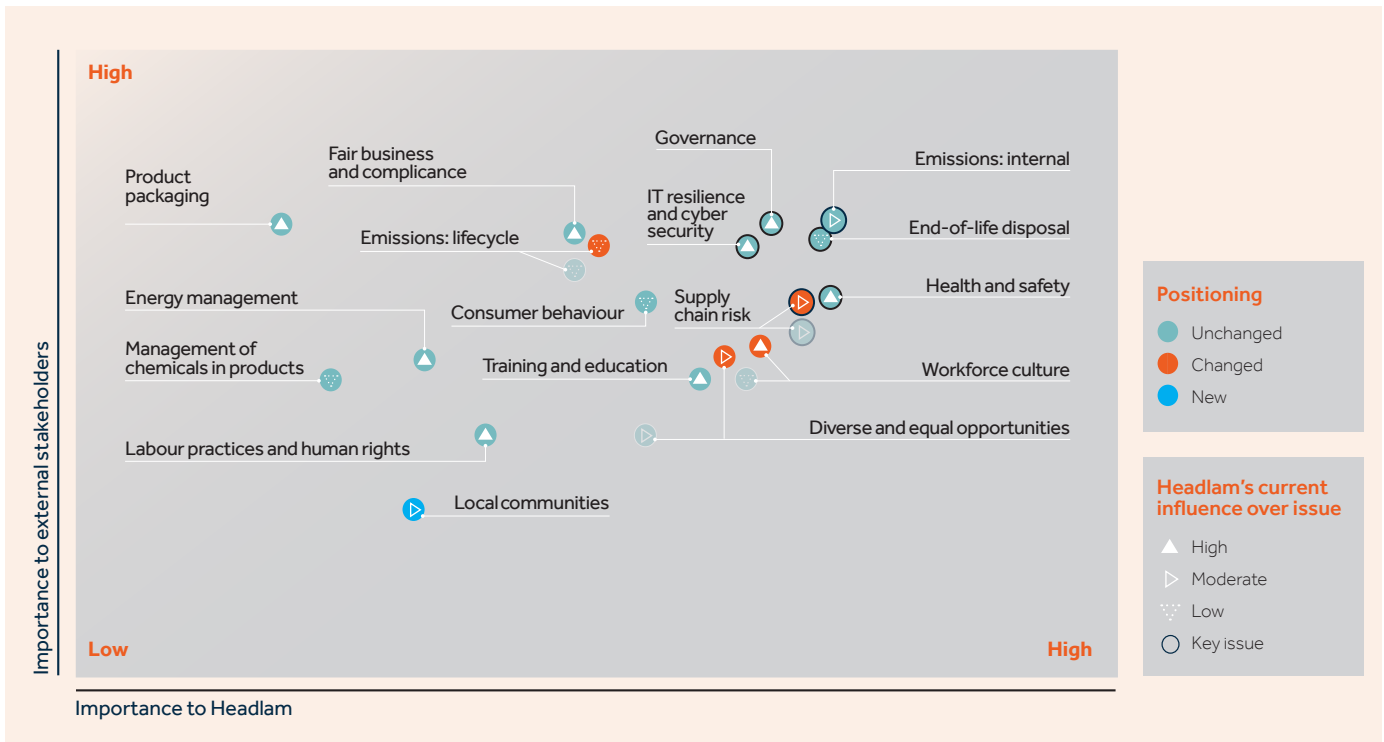 High
Governance
Fair business
and complicance
Emissions: internal
Product
packaging
IT resilience
and cyber
security
Emissions: lifecycle
End-of-life disposal
Health and safety
Energy management
Supply
chain risk
Consumer behaviour
Management of
chemicals in products
Training and education
Workforce culture
Diverse and equal opportunities
Labour practices and human rights
Local communities
Low
High
Importance to external stakeholders
Importance to Headlam
Positioning
Unchanged
Changed
New
Headlam's current
influence over issue
High
Moderate
Low
Key issue